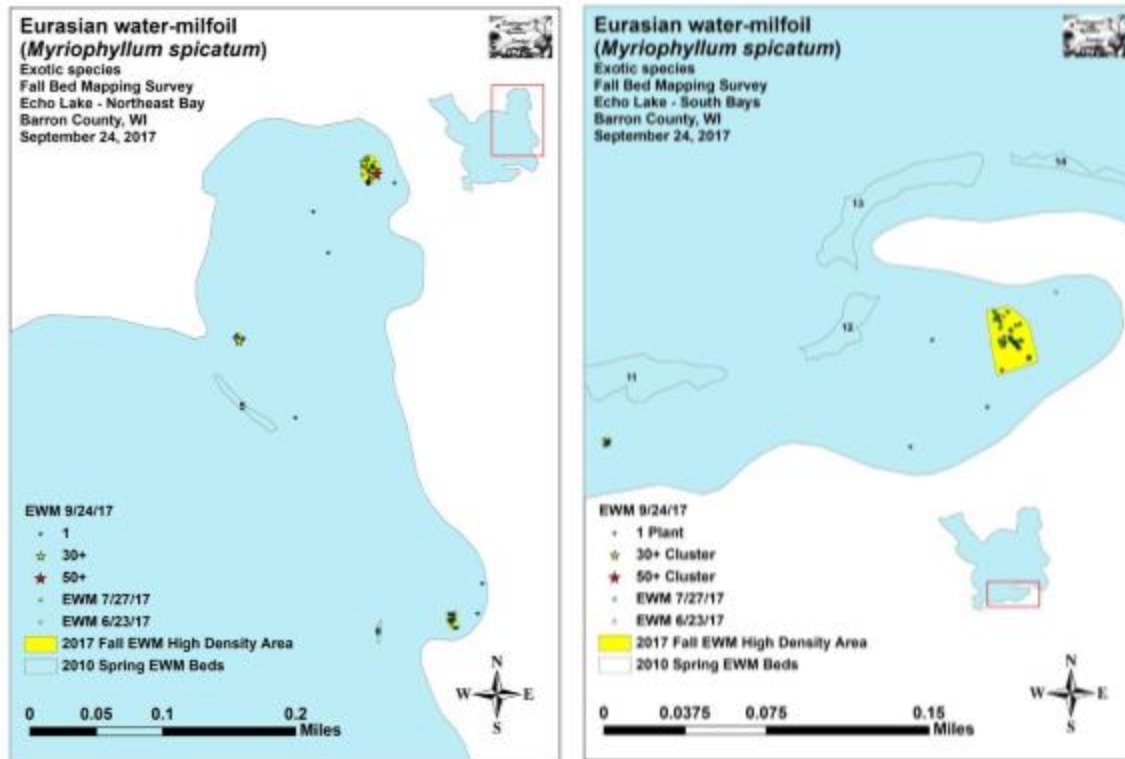 Eurasian water-milfoil
(Myriophyllum spicatum)
Exotic species
Fall Bed Mapping Survey
Echo Lake - Northeast Bay
Barron County, WI
September 24, 2017
EWM 9/24/17
1
30+
50+
EWM 7/27/17
EWM 6/23/17
2017 Fall EWM High Density Area
2010 Spring EWM Beds
N
W E
S
0 0.05 0.1 0.2
Miles
Eurasian water-milfoil
(Myriophyllum spicatum)
Exotic species
Fall Bed Mapping Survey
Echo Lake - South Bays
Barron County, WI
September 24, 2017
14
13
12
11
EWM 9/24/17
1 Plant
30+ Cluster
50+ Cluster
EWM 7/27/17
EWM 6/23/17
2017 Fall EWM High Density Area
2010 Spring EWM Beds
N
W E
S
0 0.0375 0.075 0.15
Miles